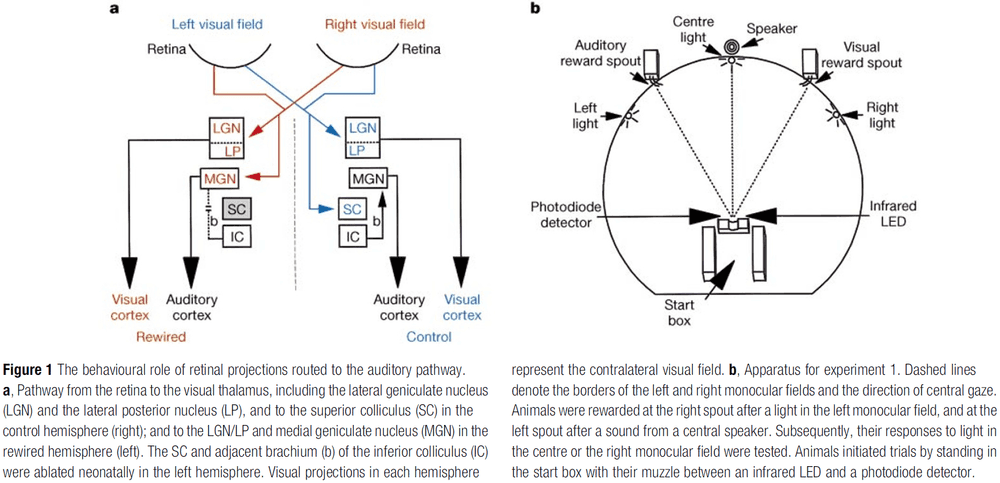 a
Left visual field
Right visual field
Retina
Retina
LGN
LP
MGN
SC
b
IC
LGN
LP
MGN
SC
b
IC
Visual
cortex
Auditory
cortex
Auditory
cortex
Visual
cortex
Rewired
Control
b
Centre
light
Speaker
Auditory
reward spout
Visual
reward spout
Left
light
Right
light
Photodiode
detector
Infrared
LED
Start
box
Figure 1 The behavioural role of retinal projections routed to the auditory pathway.
a, Pathway from the retina to the visual thalamus, including the lateral geniculate nucleus
(LGN) and the lateral posterior nucleus (LP), and to the superior colliculus (SC) in the
control hemisphere (right); and to the LGN/LP and medial geniculate nucleus (MGN) in the
rewired hemisphere (left). The SC and adjacent brachium (b) of the inferior colliculus (IC)
were ablated neonatally in the left hemisphere. Visual projections in each hemisphere
represent the contralateral visual field. b, Apparatus for experiment 1. Dashed lines
denote the borders of the left and right monocular fields and the direction of central gaze.
Animals were rewarded at the right spout after a light in the left monocular field, and at the
left spout after a sound from a central speaker. Subsequently, their responses to light in
the centre or the right monocular field were tested. Animals initiated trials by standing in
the start box with their muzzle between an infrared LED and a photodiode detector.